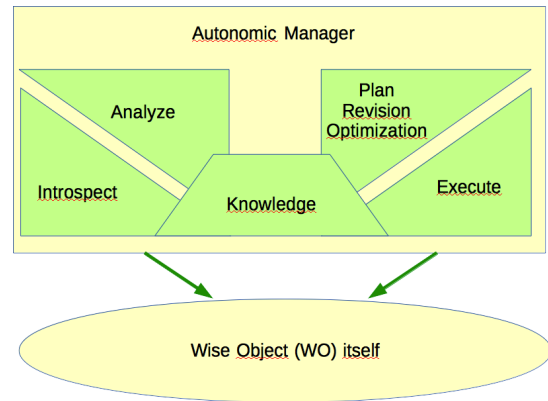 Autonomic Manager
Analyze
Plan
Revision
Optimization
Introspect
Knowledge
Execute
Wise Object (WO) itself